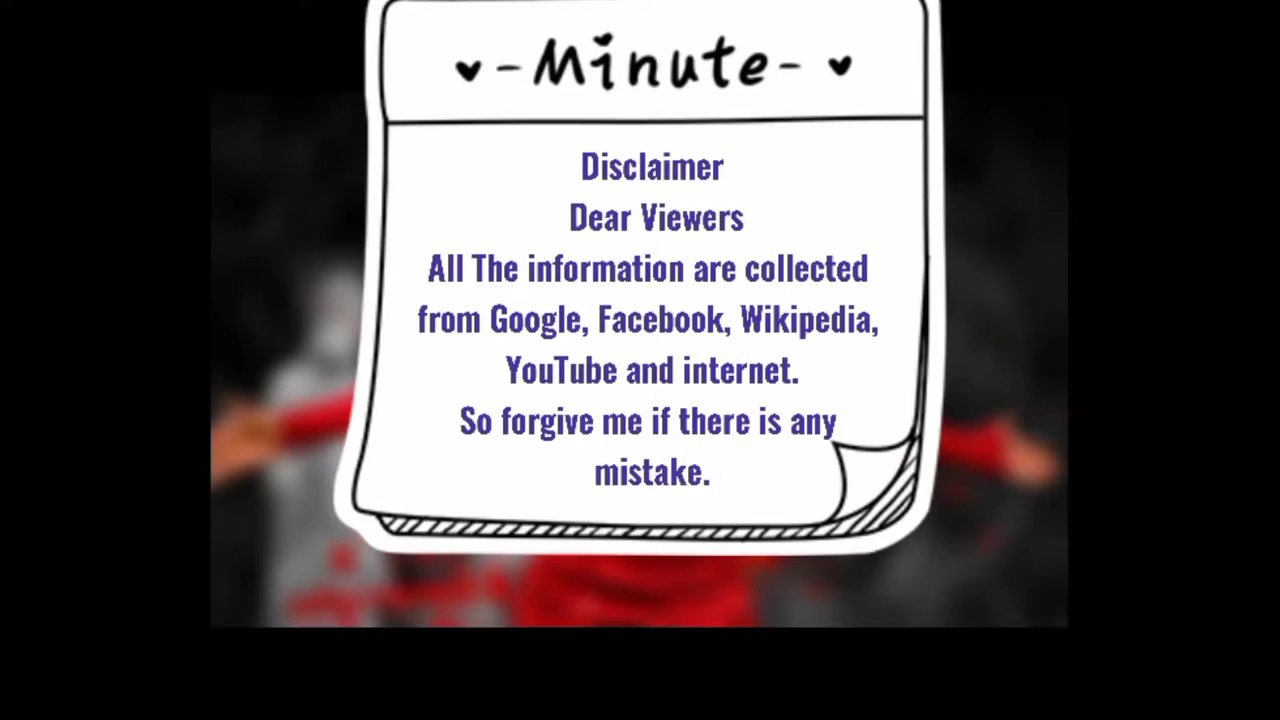 -Minute-
Disclaimer
Dear Viewers
All The information are collected
from Google, Facebook, Wikipedia,
YouTube and internet.
So forgive me if there is any
mistake.